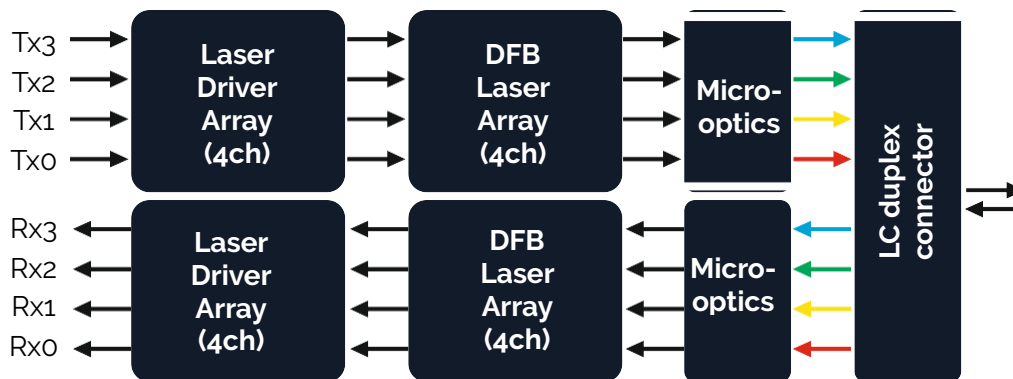 Tx3
Tx2
Tx1
Tx0
Laser
Driver
Array
(4ch)
DFB
Laser
Array
(4ch)
Micro-
optics
LC duplex
connector
Rx3
Rx2
Rx1
Rx0
Laser
Driver
Array
(4ch)
DFB
Laser
Array
(4ch)
Micro-
optics